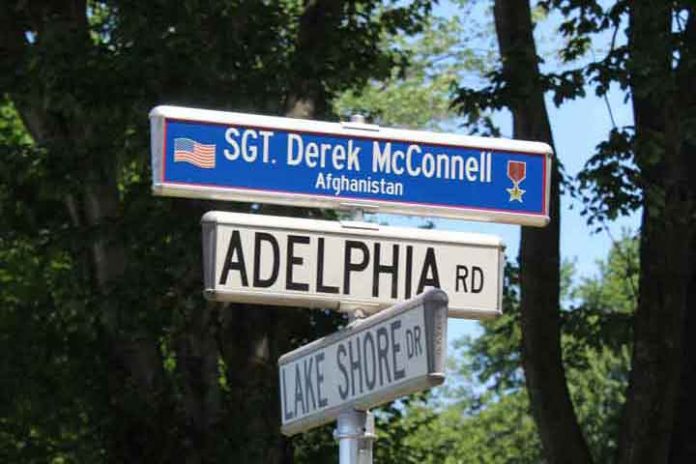 SGT. Derek McConnell
Afghanistan
ADELPHIA RD
LAKE SHORE DR